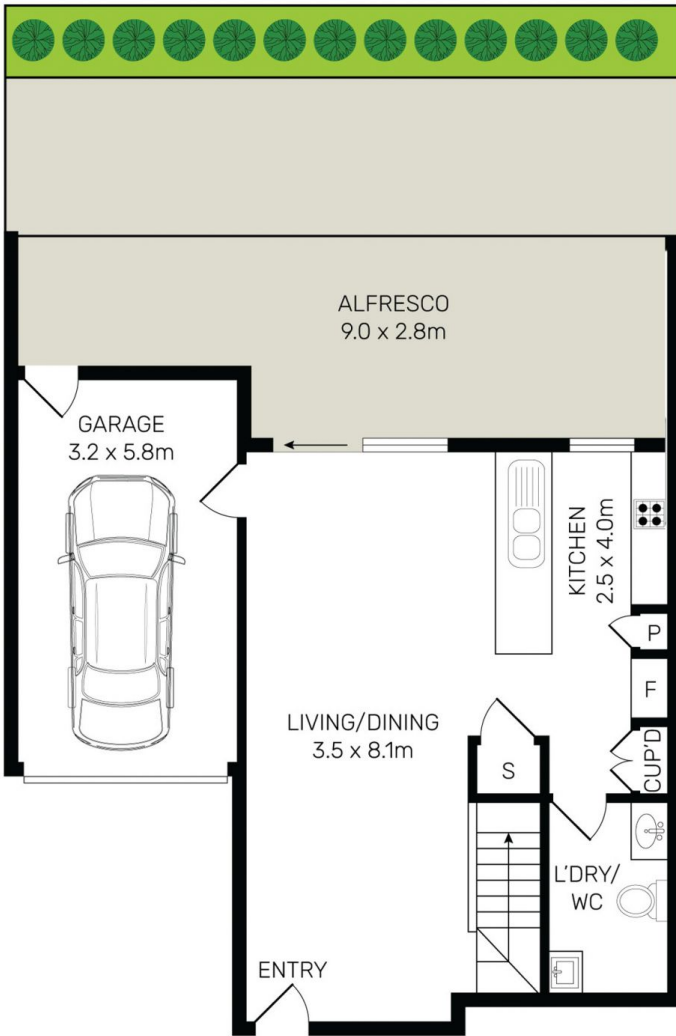 ALFRESCO
9.0 x 2.8m
GARAGE
3.2 x 5.8m
KITCHEN
2.5 x 4.0m
P
F
LIVING/DINING
3.5 x 8.1m
S
CUP'D
L'DRY/
WC
ENTRY